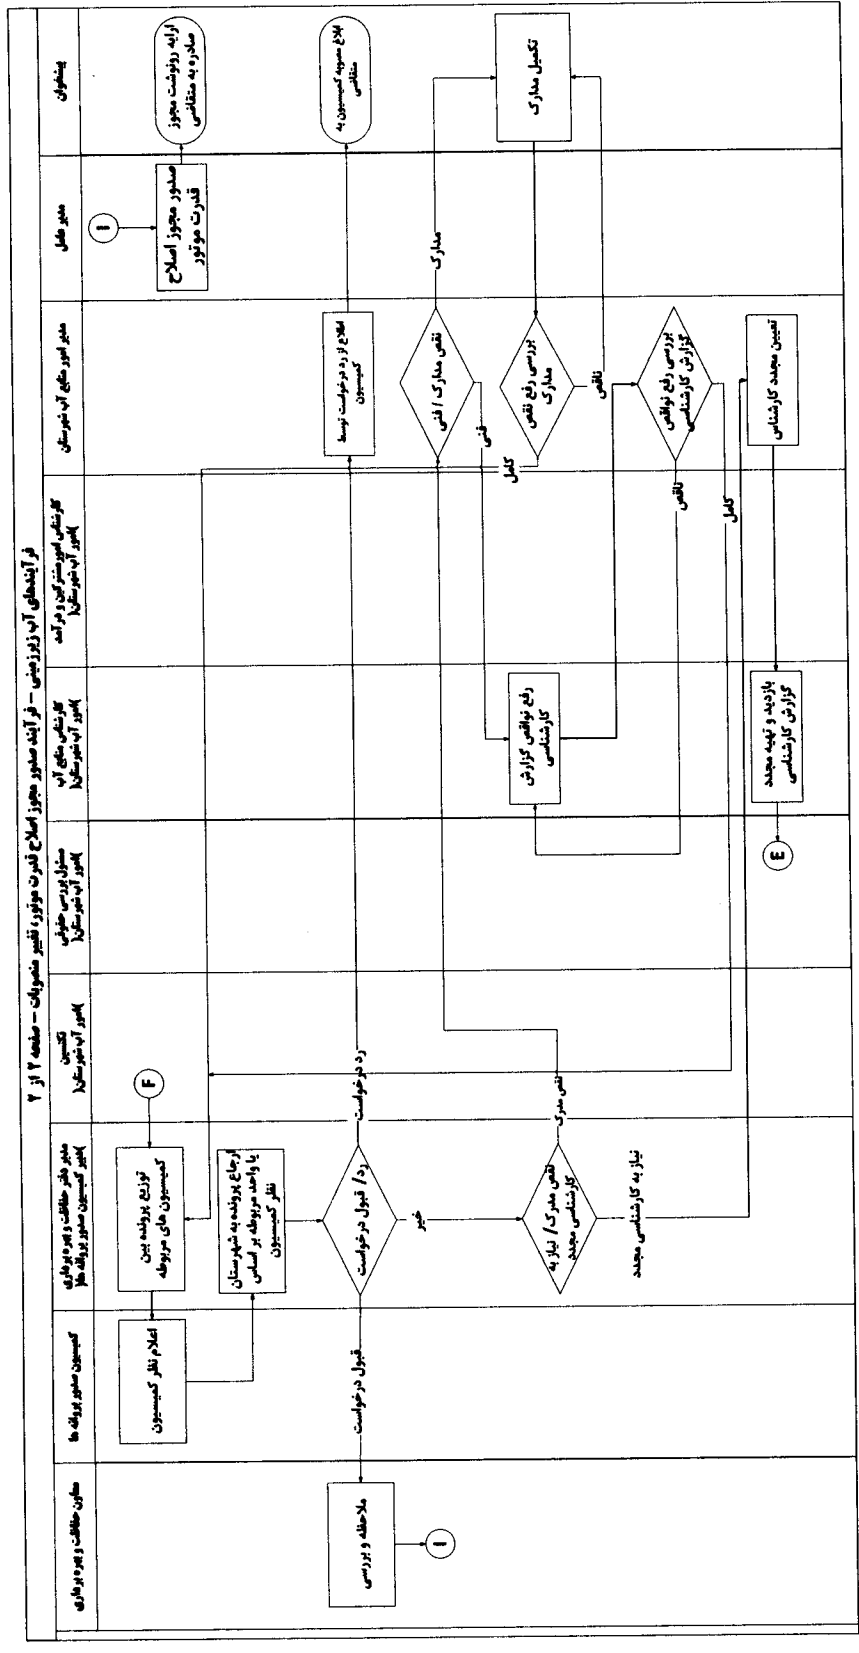 فرآیندهای آب زیرزمینی – فرآیند صدور مجوز اصلاح قدرت موتور، تغییر منصوبات – صفحه ۲ از ۲
پیشخوان
مدیر عامل
مدیر امور منابع آب شهرستان
کارشناس امور مشترکین و درآمد
)امور آب شهرستان(
کارشناس منابع آب
)امور آب شهرستان(
مسئول بررسی حقوقی
)امور آب شهرستان(
تکنسین
)امور آب شهرستان(
مدیر دفتر حفاظت و بهره برداری
)دبیر کمیسیون صدور پروانه ها(
کمیسیون صدور پروانه ها
معاون حفاظت و بهره برداری
ارایه رونوشت مجوز
صادره به متقاضی
I
صدور مجوز اصلاح
قدرت موتور
ابلاغ مصوبه کمیسیون به
متقاضی
اطلاع از رد درخواست توسط
کمیسیون
تکمیل مدارک
مدارک
نقص مدارک / فنی
فنی
بررسی رفع نقص
مدارک
ناقص
کامل
بررسی رفع نواقص
گزارش کارشناسی
ناقص
کامل
تعیین مجدد کارشناس
رفع نواقص گزارش
کارشناسی
بازدید و تهیه مجدد
گزارش کارشناسی
E
F
توزیع پرونده بین
کمیسیون های مربوطه
اعلام نظر کمیسیون
ارجاع پرونده به شهرستان
یا واحد مربوطه بر اساس
نظر کمیسیون
رد درخواست
رد/ قبول درخواست
خیر
قبول درخواست
نقص مدرک
نقص مدرک/ نیاز به
کارشناسی مجدد
نیاز به کارشناسی مجدد
ملاحظه و بررسی
I